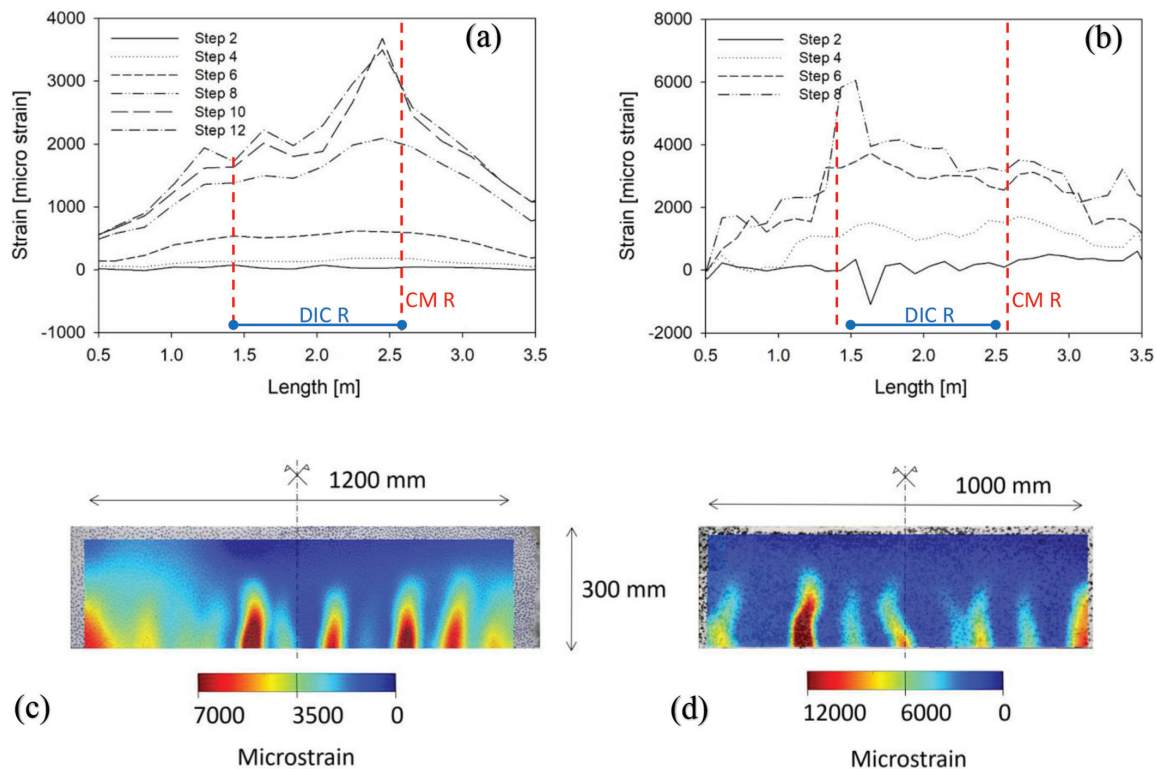 (a)
4000
3000
2000
1000
0
-1000
Strain [micro strain]
Step 2
Step 4
Step 6
Step 8
Step 10
Step 12
CM R
DIC R
0.5 1.0 1.5 2.0 2.5 3.0 3.5
Length [m]
(b)
8000
6000
4000
2000
0
-2000
Strain [micro strain]
Step 2
Step 4
Step 6
Step 8
CM R
DIC R
0.5 1.0 1.5 2.0 2.5 3.0 3.5
Length [m]
1200 mm
300 mm
(c)
7000 3500 0
Microstrain
1000 mm
(d)
12000 6000 0
Microstrain